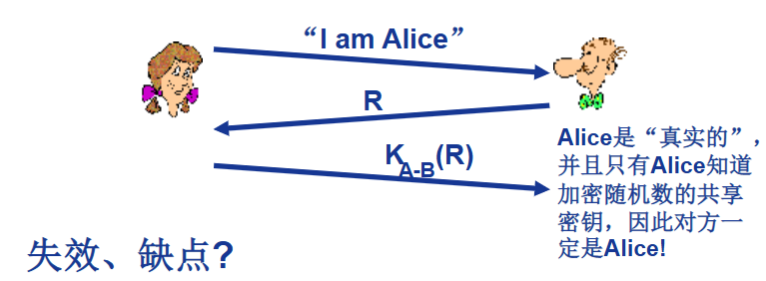 “I am Alice”
R
K_{A-B}(R)
Alice是“真实的”，
并且只有Alice知道
加密随机数的共享
密钥，因此对方一
定是Alice!
失效、缺点?